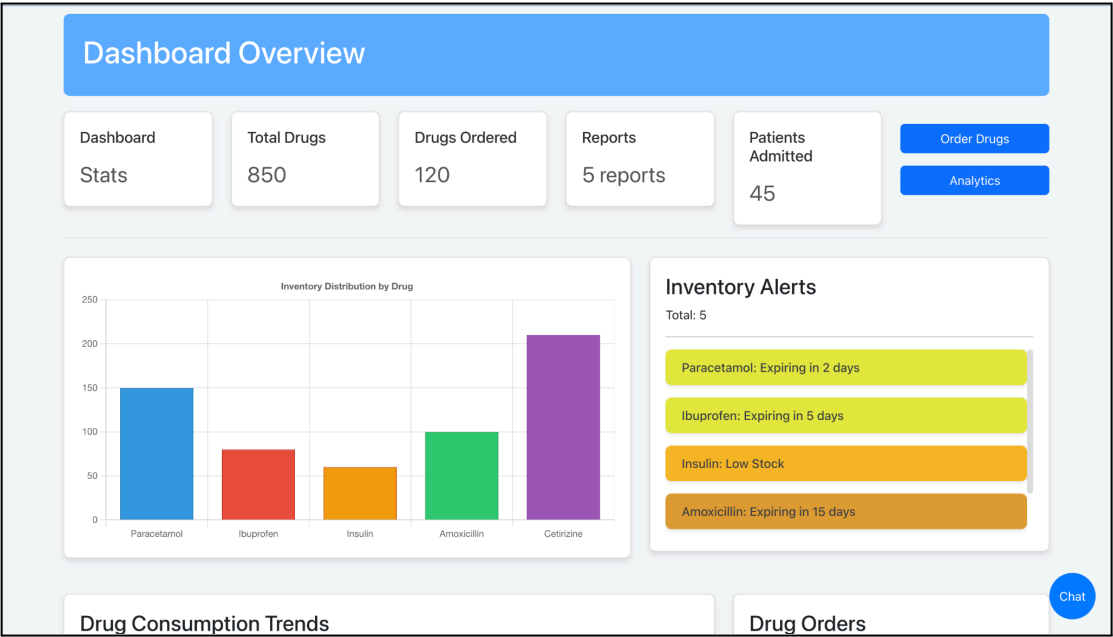 Dashboard Overview
Dashboard
Stats
Total Drugs
850
Drugs Ordered
120
Reports
5 reports
Patients
Admitted
45
Order Drugs
Analytics
Inventory Distribution by Drug
250
200
150
100
50
0
Paracetamol
Ibuprofen
Insulin
Amoxicillin
Cetirizine
Inventory Alerts
Total: 5
Paracetamol: Expiring in 2 days
Ibuprofen: Expiring in 5 days
Insulin: Low Stock
Amoxicillin: Expiring in 15 days
Drug Consumption Trends
Drug Orders
Chat